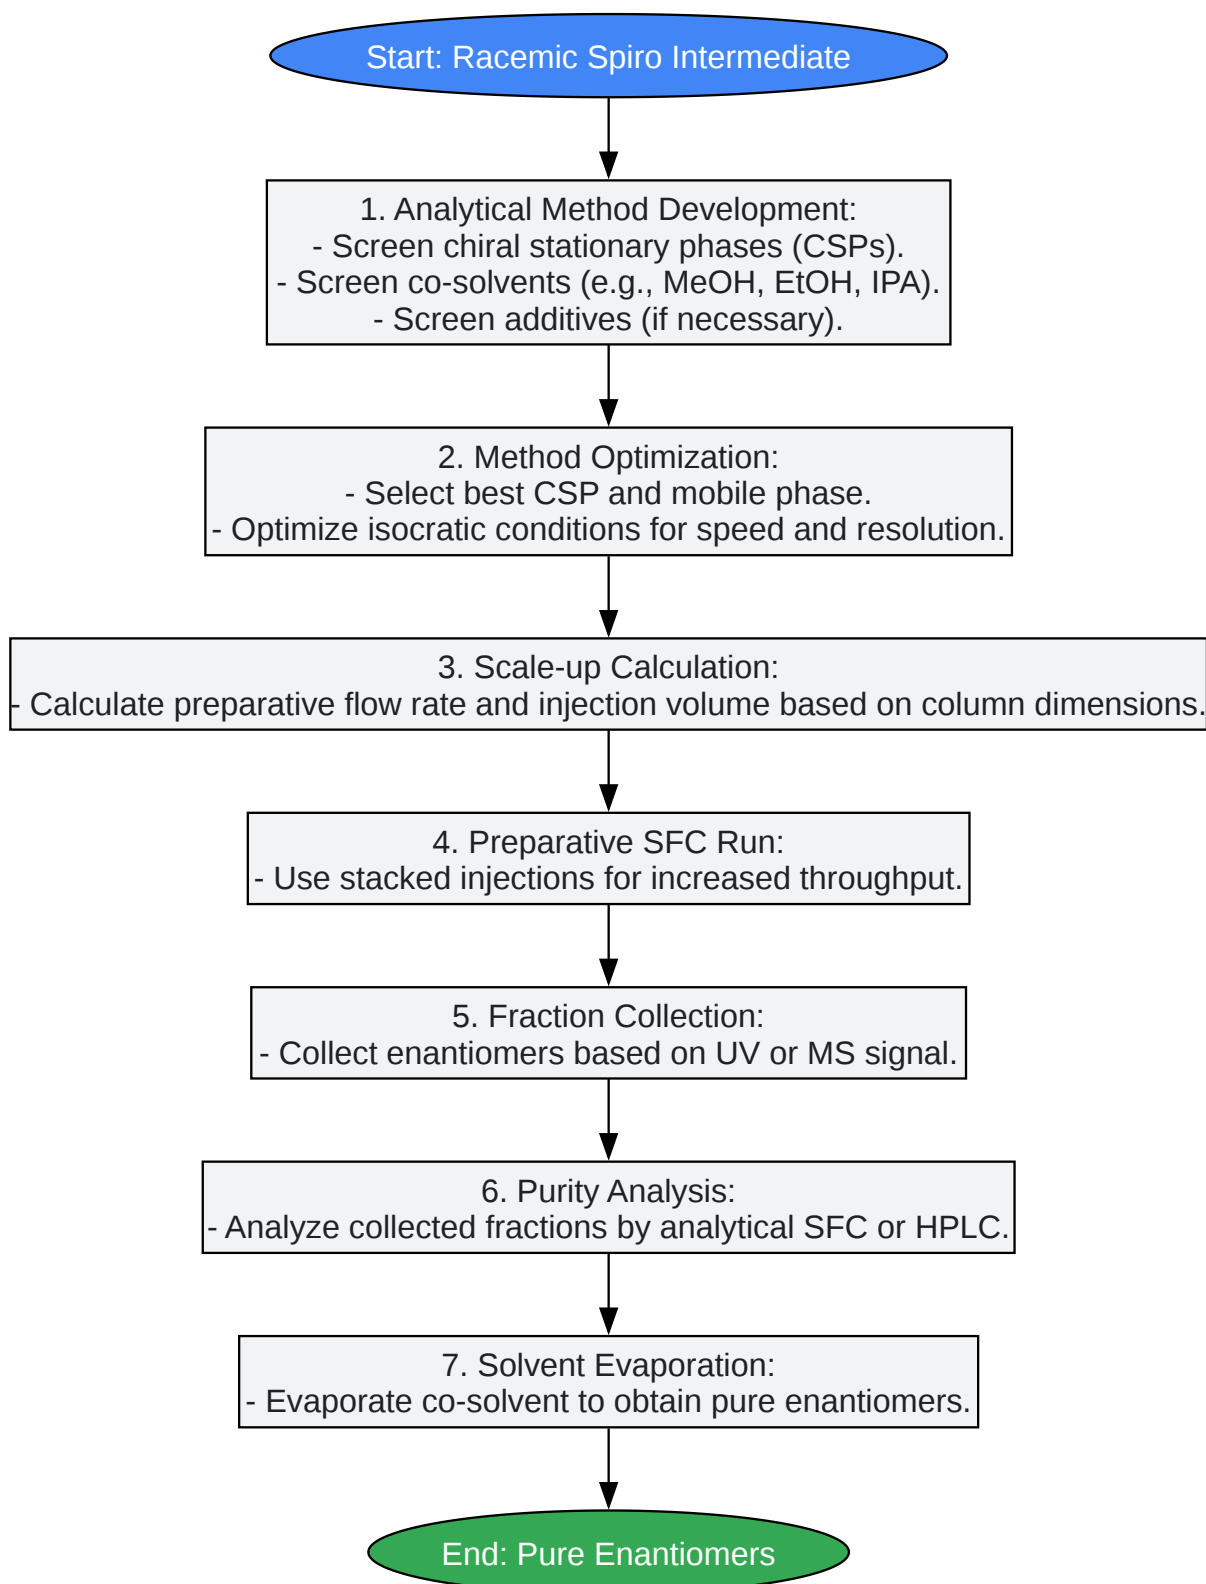 Start: Racemic Spiro Intermediate
1. Analytical Method Development:
- Screen chiral stationary phases (CSPs).
- Screen co-solvents (e.g., MeOH, EtOH, IPA).
- Screen additives (if necessary).
2. Method Optimization:
- Select best CSP and mobile phase.
- Optimize isocratic conditions for speed and resolution.
3. Scale-up Calculation:
- Calculate preparative flow rate and injection volume based on column dimensions.
4. Preparative SFC Run:
- Use stacked injections for increased throughput.
5. Fraction Collection:
- Collect enantiomers based on UV or MS signal.
6. Purity Analysis:
- Analyze collected fractions by analytical SFC or HPLC.
7. Solvent Evaporation:
- Evaporate co-solvent to obtain pure enantiomers.
End: Pure Enantiomers